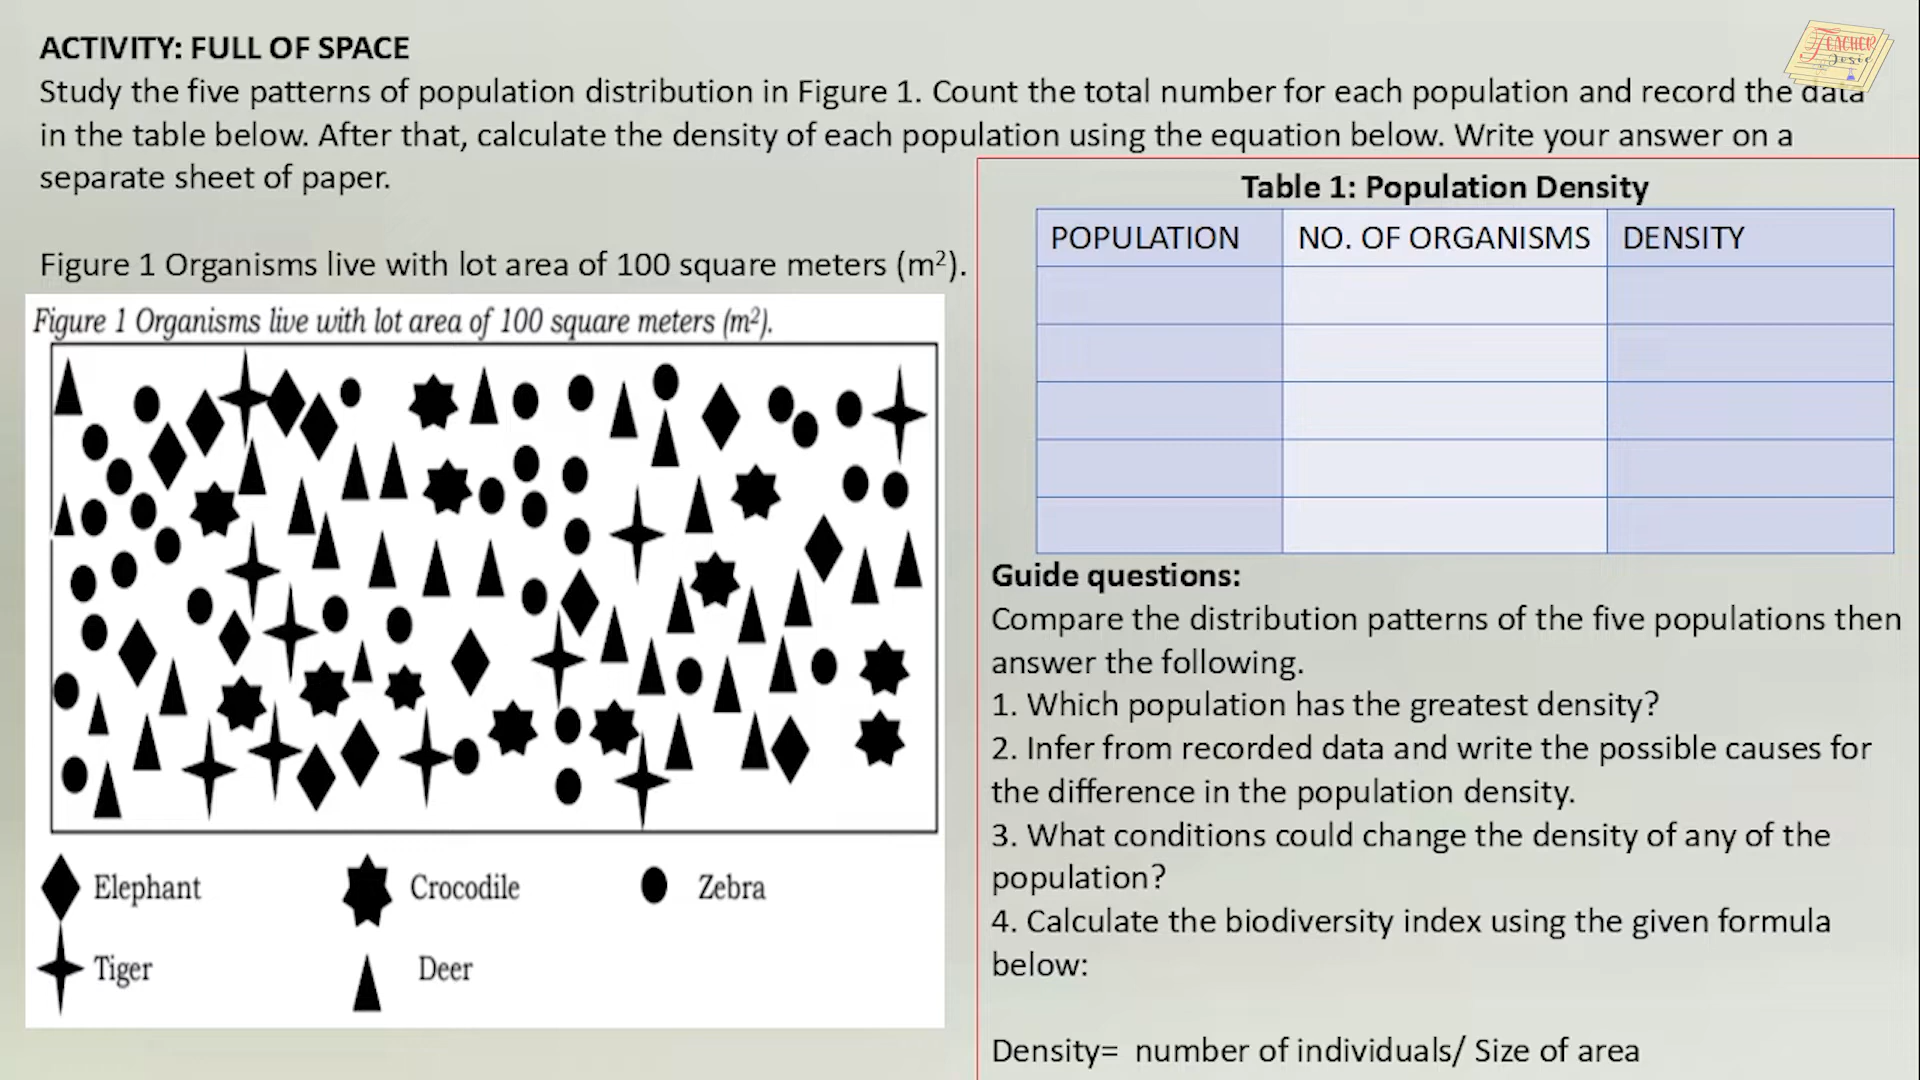 ACTIVITY: FULL OF SPACE
TEACHER
Josie
Study the five patterns of population distribution in Figure 1. Count the total number for each population and record the data
in the table below. After that, calculate the density of each population using the equation below. Write your answer on a
separate sheet of paper.
Figure 1 Organisms live with lot area of 100 square meters (m²).
Figure 1 Organisms live with lot area of 100 square meters (m²).
Elephant
Crocodile
Zebra
Tiger
Deer
Table 1: Population Density
POPULATION
NO. OF ORGANISMS
DENSITY
Guide questions:
Compare the distribution patterns of the five populations then
answer the following.
1. Which population has the greatest density?
2. Infer from recorded data and write the possible causes for
the difference in the population density.
3. What conditions could change the density of any of the
population?
4. Calculate the biodiversity index using the given formula
below:
Density= number of individuals/ Size of area